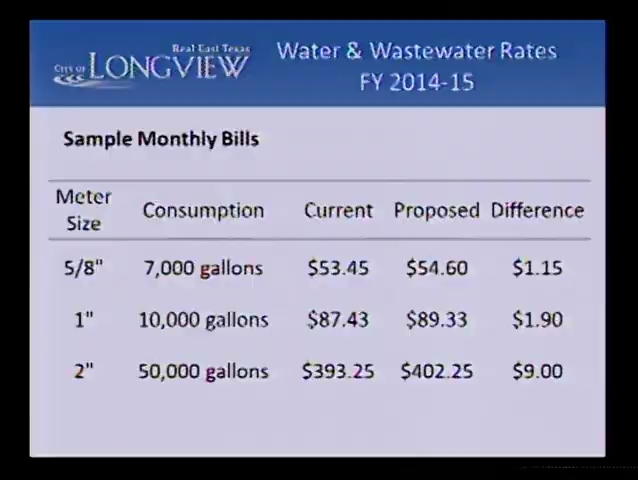 Real East Texas
CITY OF LONGVIEW
Water & Wastewater Rates
FY 2014-15
Sample Monthly Bills
Meter Size Consumption Current Proposed Difference
5/8" 7,000 gallons $53.45 $54.60 $1.15
1" 10,000 gallons $87.43 $89.33 $1.90
2" 50,000 gallons $393.25 $402.25 $9.00